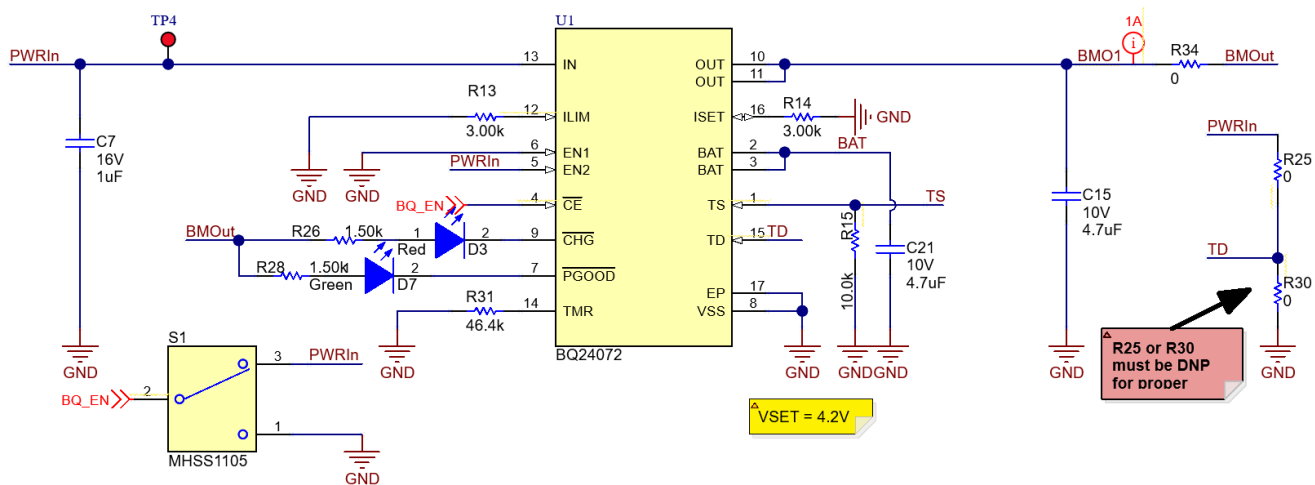 TP4
U1
1A
i
PWRIn
13
IN
OUT
10
BMO1
R34
BMOut
OUT
11
0
R13
12
ILIM
ISET
16
R14
GND
3.00k
3.00k
PWRIn
C7
16V
1uF
6
EN1
BAT
2
BAT
R25
0
PWRIn
5
EN2
BAT
3
GND
GND
BQ_EN
4
CE
TS
1
TS
C15
10V
4.7uF
BMOut
R26
1.50k
1
2
9
CHG
TD
15
TD
R15
10.0k
Red
D3
C21
10V
4.7uF
TD
R28
1.50k
1
2
7
PGOOD
Green
D7
R30
0
R31
14
TMR
EP
17
46.4k
VSS
8
GND
S1
GND
BQ24072
GND
GND
GND
GND
GND
3
PWRIn
R25 or R30
must be DNP
for proper
BQ_EN
2
VSET = 4.2V
1
MHSS1105
GND